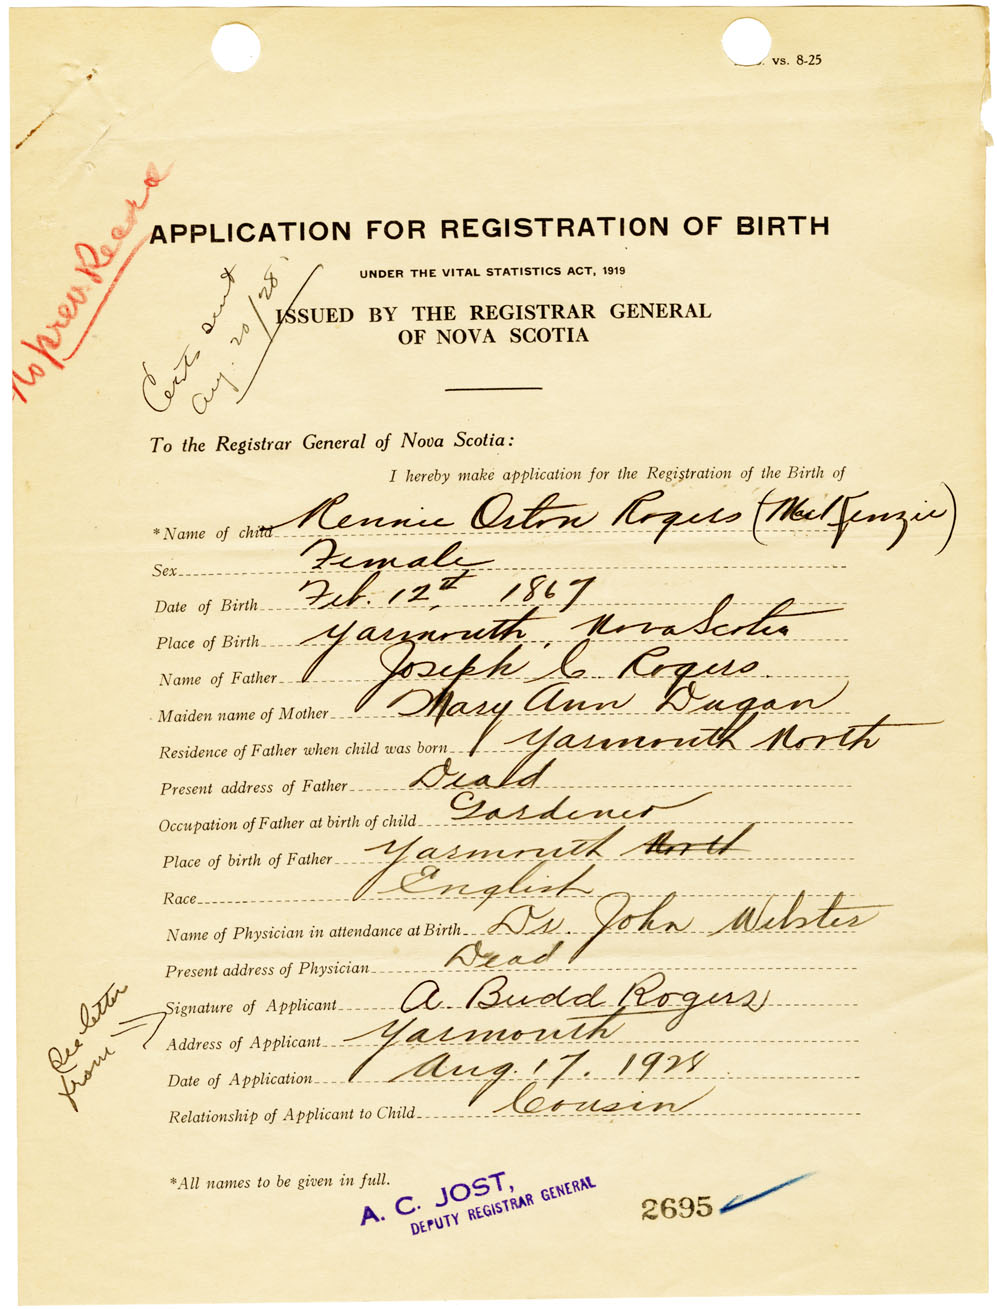 vs. 8-25
No prev. Record
APPLICATION FOR REGISTRATION OF BIRTH
UNDER THE VITAL STATISTICS ACT, 1919
Certs sent
Aug. 20/28.
ISSUED BY THE REGISTRAR GENERAL
OF NOVA SCOTIA
To the Registrar General of Nova Scotia:
I hereby make application for the Registration of the Birth of
*Name of child Rennie Orton Rogers (MacKenzie)
Sex Female
Date of Birth Feb. 12th, 1867
Place of Birth Yarmouth, Nova Scotia
Name of Father Joseph C. Rogers.
Maiden name of Mother Mary Ann Dugan
Residence of Father when child was born Yarmouth North
Present address of Father Dead
Occupation of Father at birth of child Gardener
Place of birth of Father Yarmouth North
Race English
Name of Physician in attendance at Birth Dr. John Webster
Present address of Physician Dead
See letter
from
Signature of Applicant A Budd Rogers
Address of Applicant Yarmouth
Date of Application Aug. 17. 1928
Relationship of Applicant to Child Cousin
*All names to be given in full.
A. C. JOST,
DEPUTY REGISTRAR GENERAL
2695